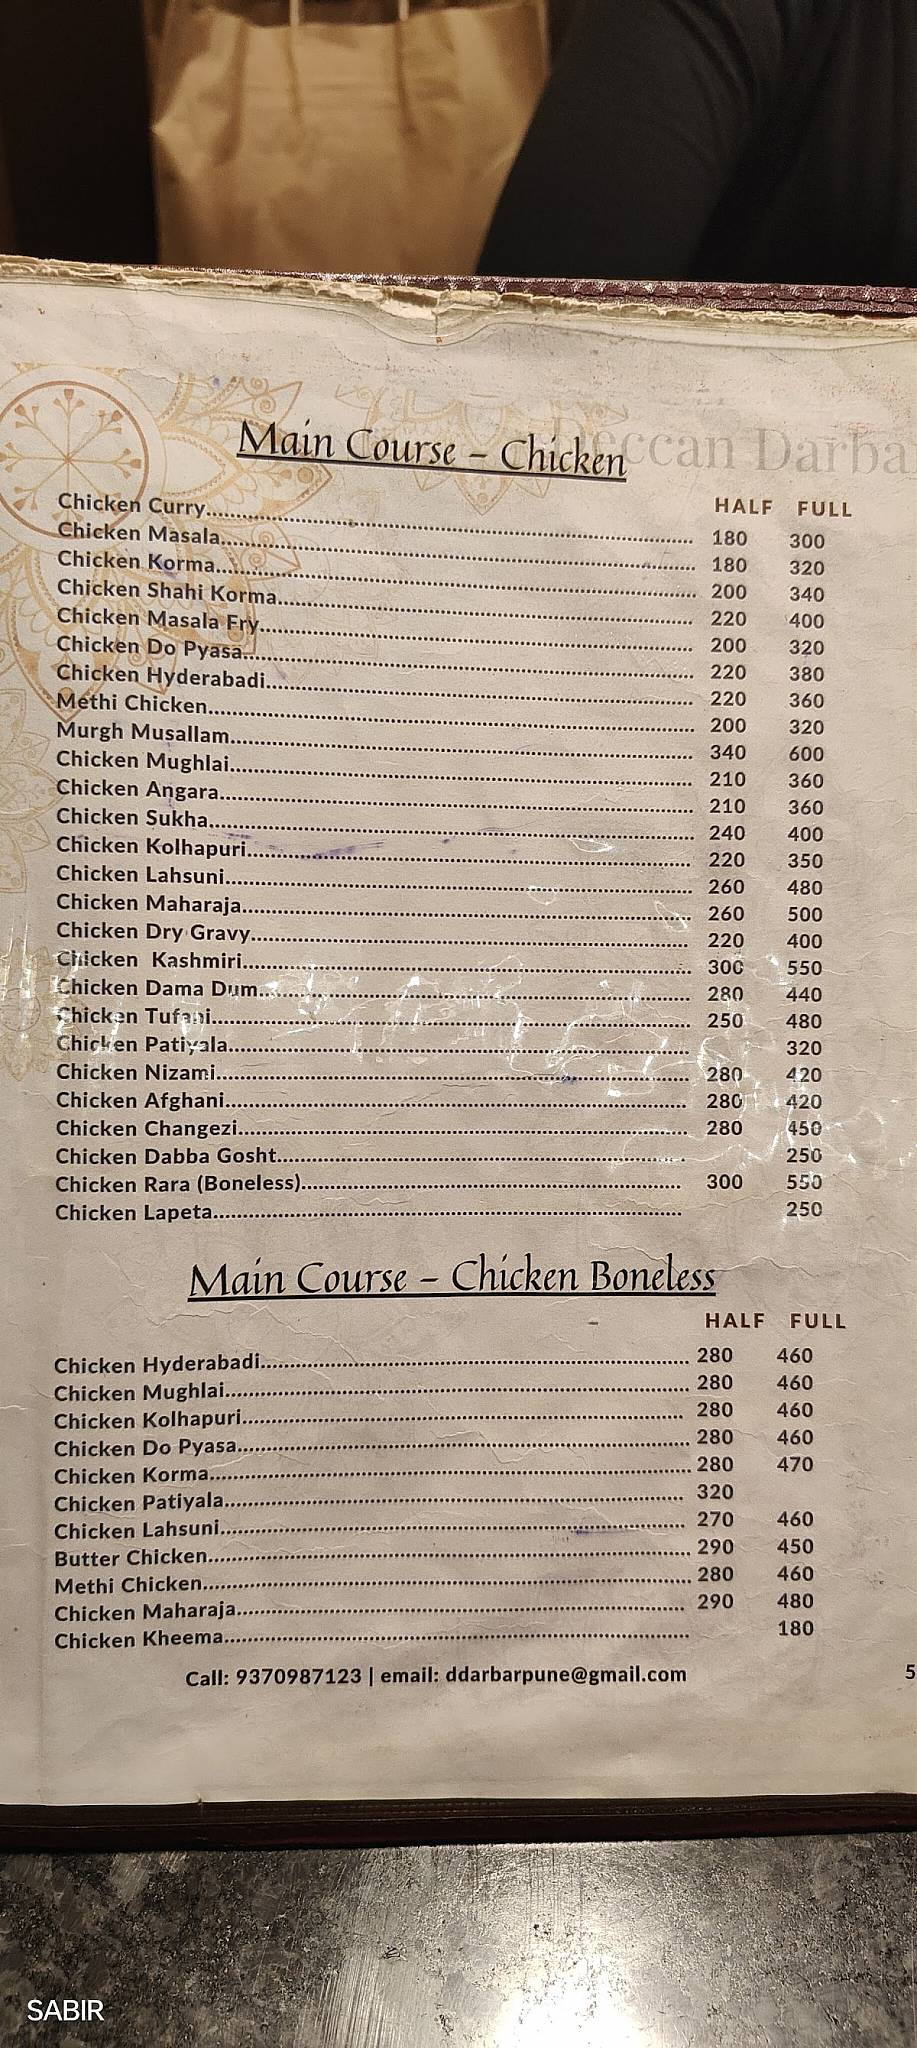 Deccan Darba
Main Course – Chicken
HALF FULL
Chicken Curry 180 300
Chicken Masala 180 320
Chicken Korma 200 340
Chicken Shahi Korma 220 400
Chicken Masala Fry 200 320
Chicken Do Pyasa 220 380
Chicken Hyderabadi 220 360
Methi Chicken 200 320
Murgh Musallam 340 600
Chicken Mughlai 210 360
Chicken Angara 210 360
Chicken Sukha 240 400
Chicken Kolhapuri 220 350
Chicken Lahsuni 260 480
Chicken Maharaja 260 500
Chicken Dry Gravy 220 400
Chicken Kashmiri 300 550
Chicken Dama Dum 280 440
Chicken Tufani 250 480
Chicken Patiyala 320
Chicken Nizami 280 420
Chicken Afghani 280 420
Chicken Changezi 280 450
Chicken Dabba Gosht 250
Chicken Rara (Boneless) 300 550
Chicken Lapeta 250
Main Course – Chicken Boneless
HALF FULL
Chicken Hyderabadi 280 460
Chicken Mughlai 280 460
Chicken Kolhapuri 280 460
Chicken Do Pyasa 280 460
Chicken Korma 280 470
Chicken Patiyala 320
Chicken Lahsuni 270 460
Butter Chicken 290 450
Methi Chicken 280 460
Chicken Maharaja 290 480
Chicken Kheema 180
Call: 9370987123 | email: ddarbarpune@gmail.com
5
SABIR